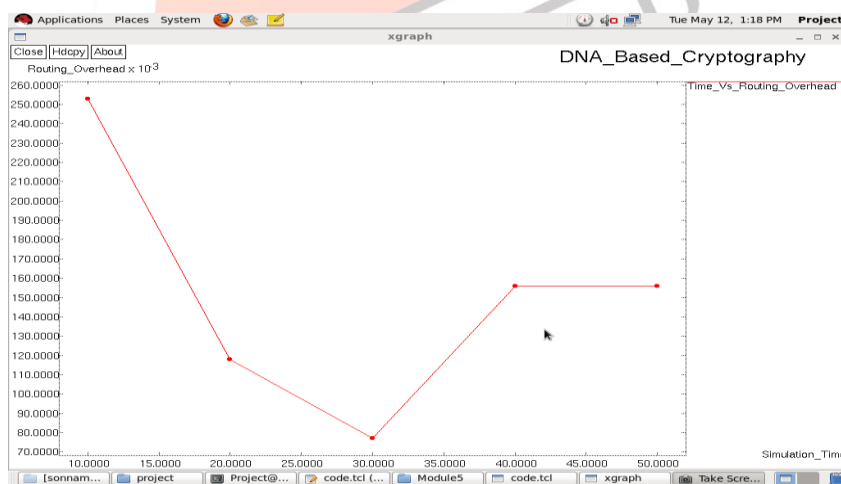 Applications Places System Tue May 12, 1:18 PM Project
xgraph
Close Hdcpy About
DNA_Based_Cryptography
Routing_Overhead x 10-3
Time_Vs_Routing_Overhead
260.0000
250.0000
240.0000
230.0000
220.0000
210.0000
200.0000
190.0000
180.0000
170.0000
160.0000
150.0000
140.0000
130.0000
120.0000
110.0000
100.0000
90.0000
80.0000
70.0000
Simulation_Time
10.0000 15.0000 20.0000 25.0000 30.0000 35.0000 40.0000 45.0000 50.0000
[sonnam... project Project@... code.tcl (... Module5 code.tcl xgraph Take Scre...